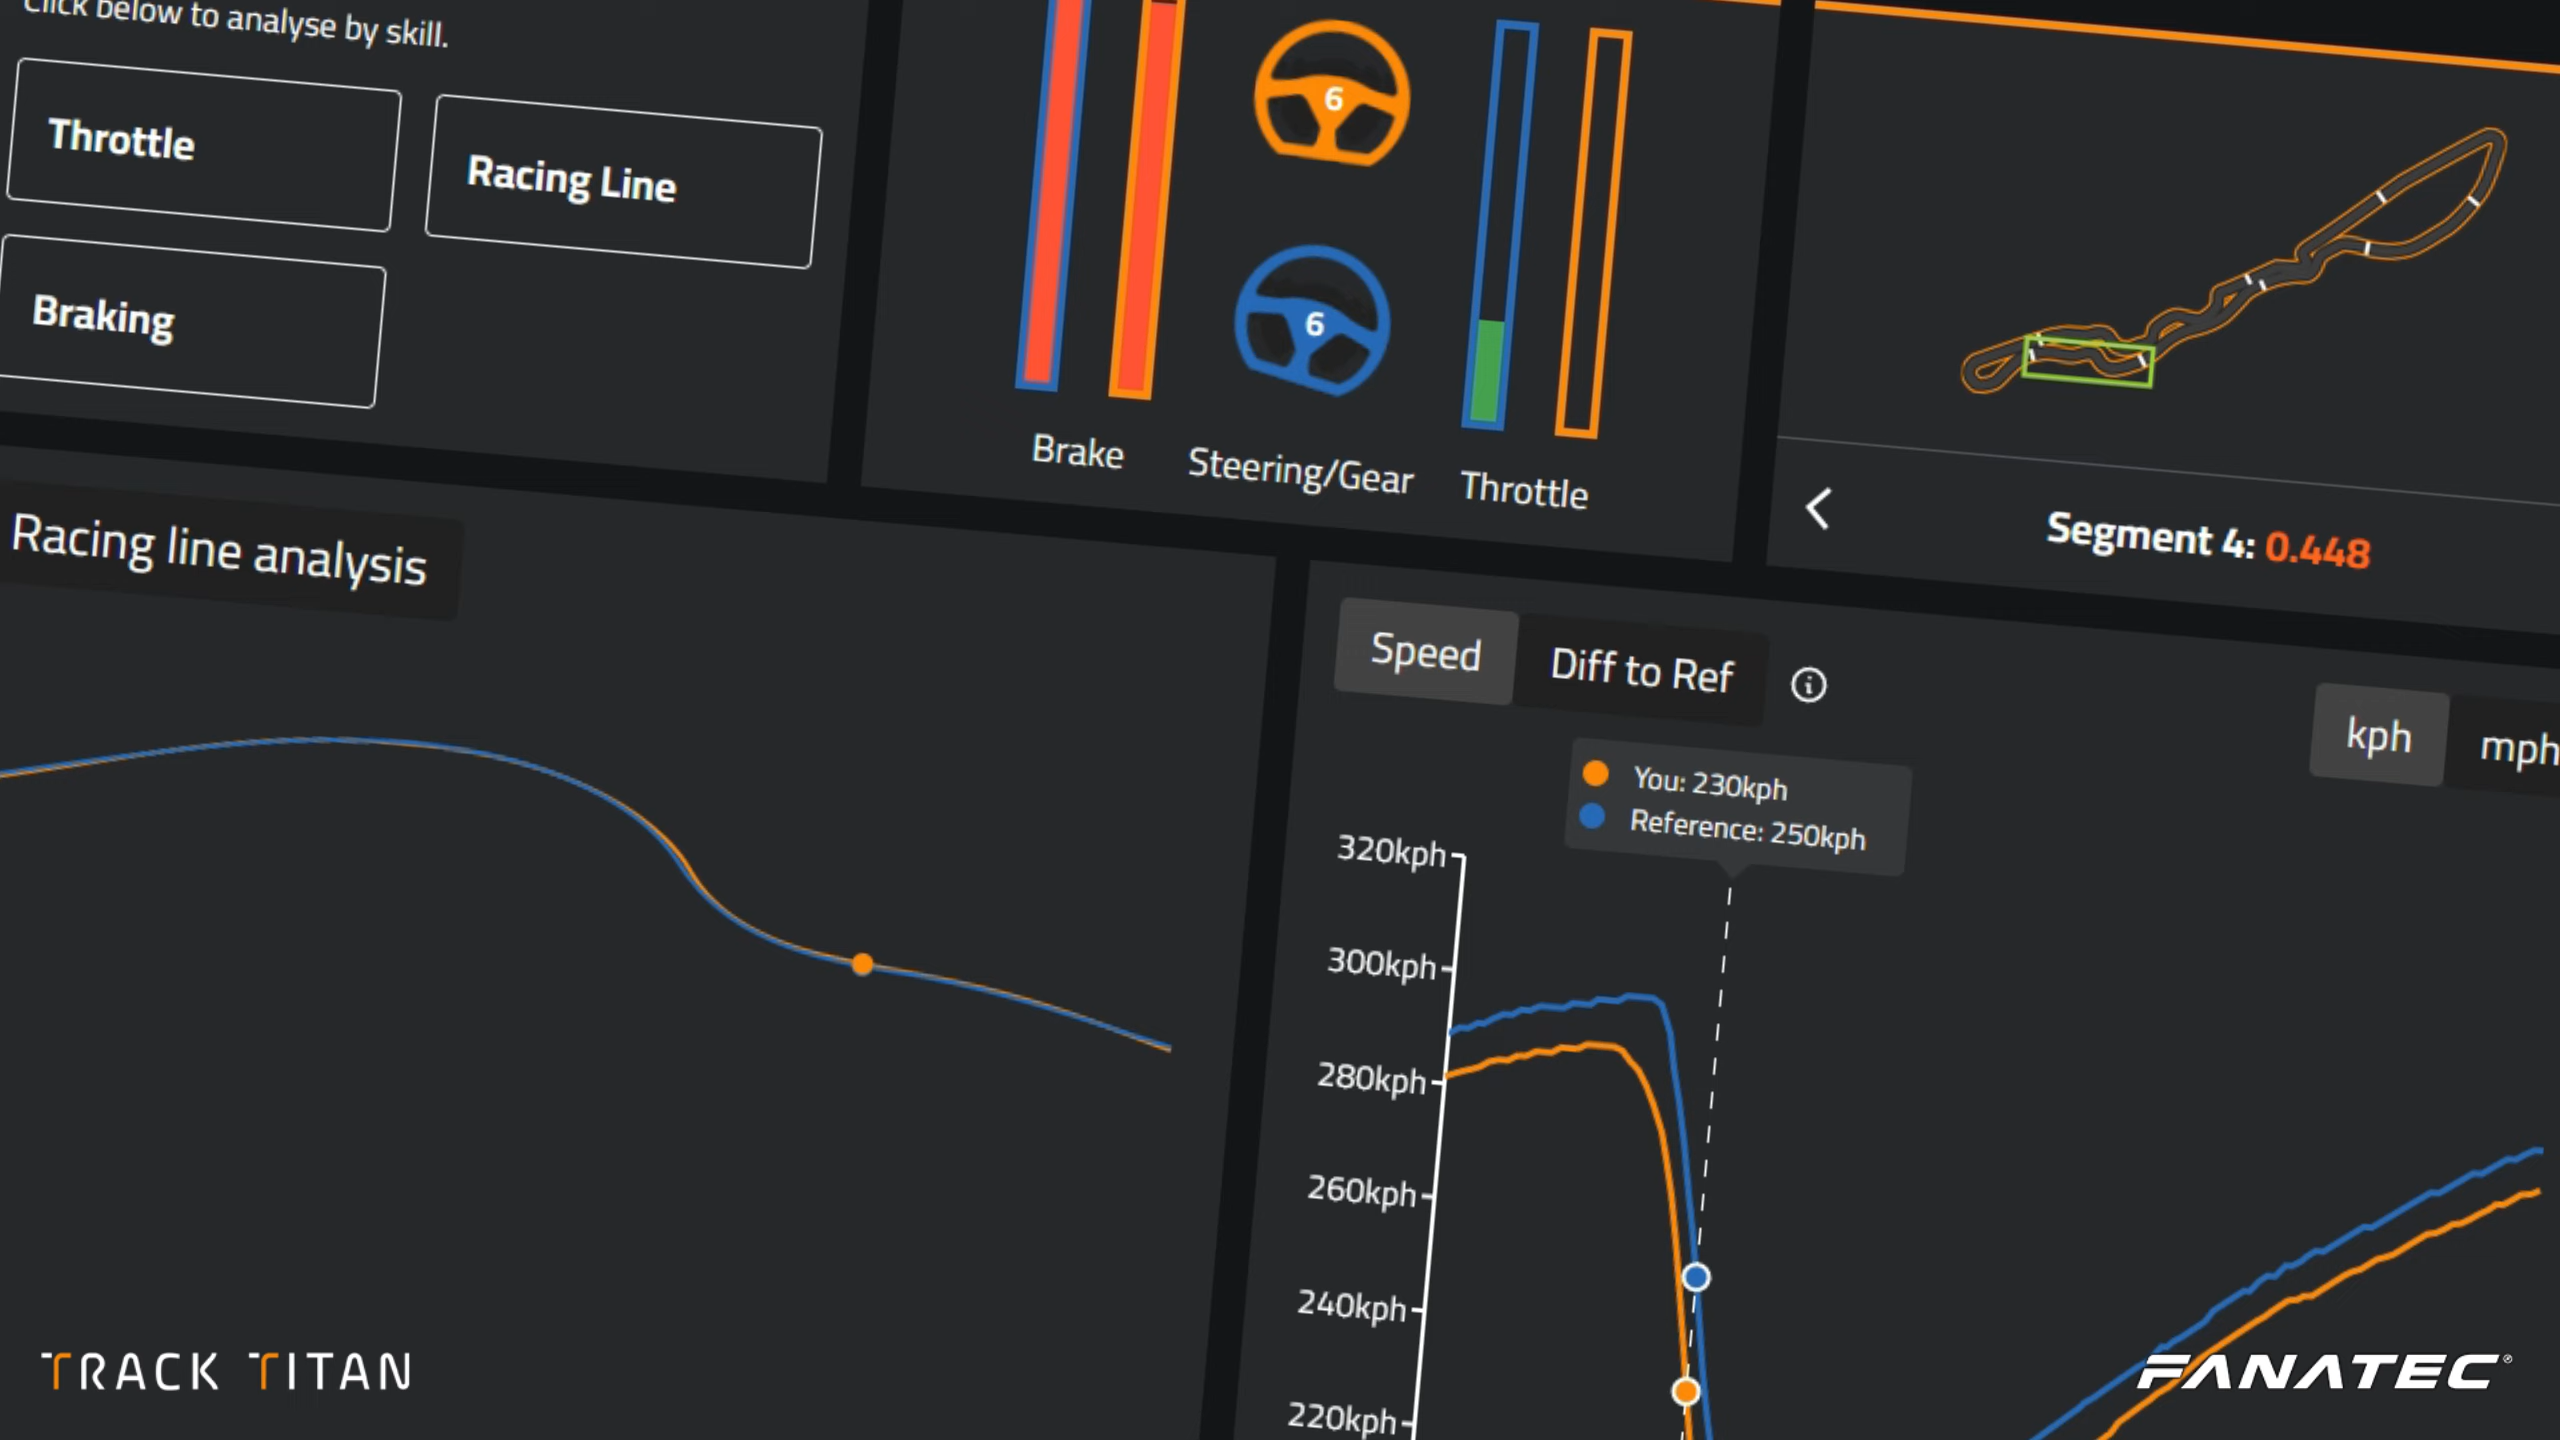 Click below to analyse by skill.
Throttle
Racing Line
Braking
6
6
Brake
Steering/Gear
Throttle
Segment 4: 0.448
Racing line analysis
Speed
Diff to Ref
kph
mph
You: 230kph
Reference: 250kph
320kph
300kph
280kph
260kph
240kph
220kph
TRACK TITAN
FANATEC®